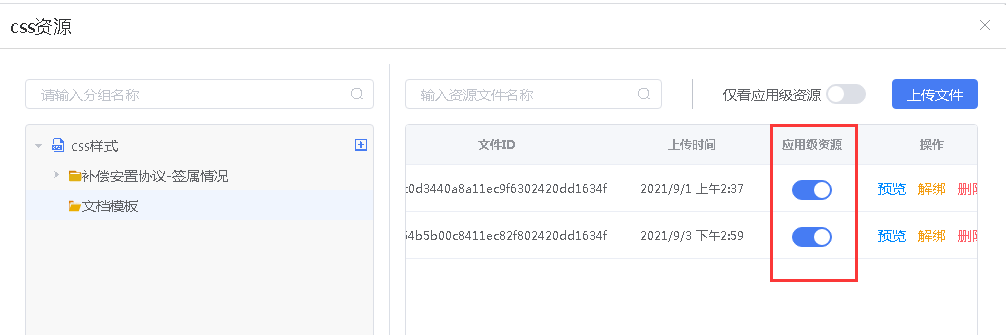 css资源
请输入分组名称
css样式
补偿安置协议-签属情况
文档模板
输入资源文件名称
仅看应用级资源
上传文件
文件ID 上传时间 应用级资源 操作
c0d3440a8a11ec9f6302420dd1634f 2021/9/1 上午2:37 预览 解绑 删除
54b5b00c8411ec82f802420dd1634f 2021/9/3 下午2:59 预览 解绑 删除